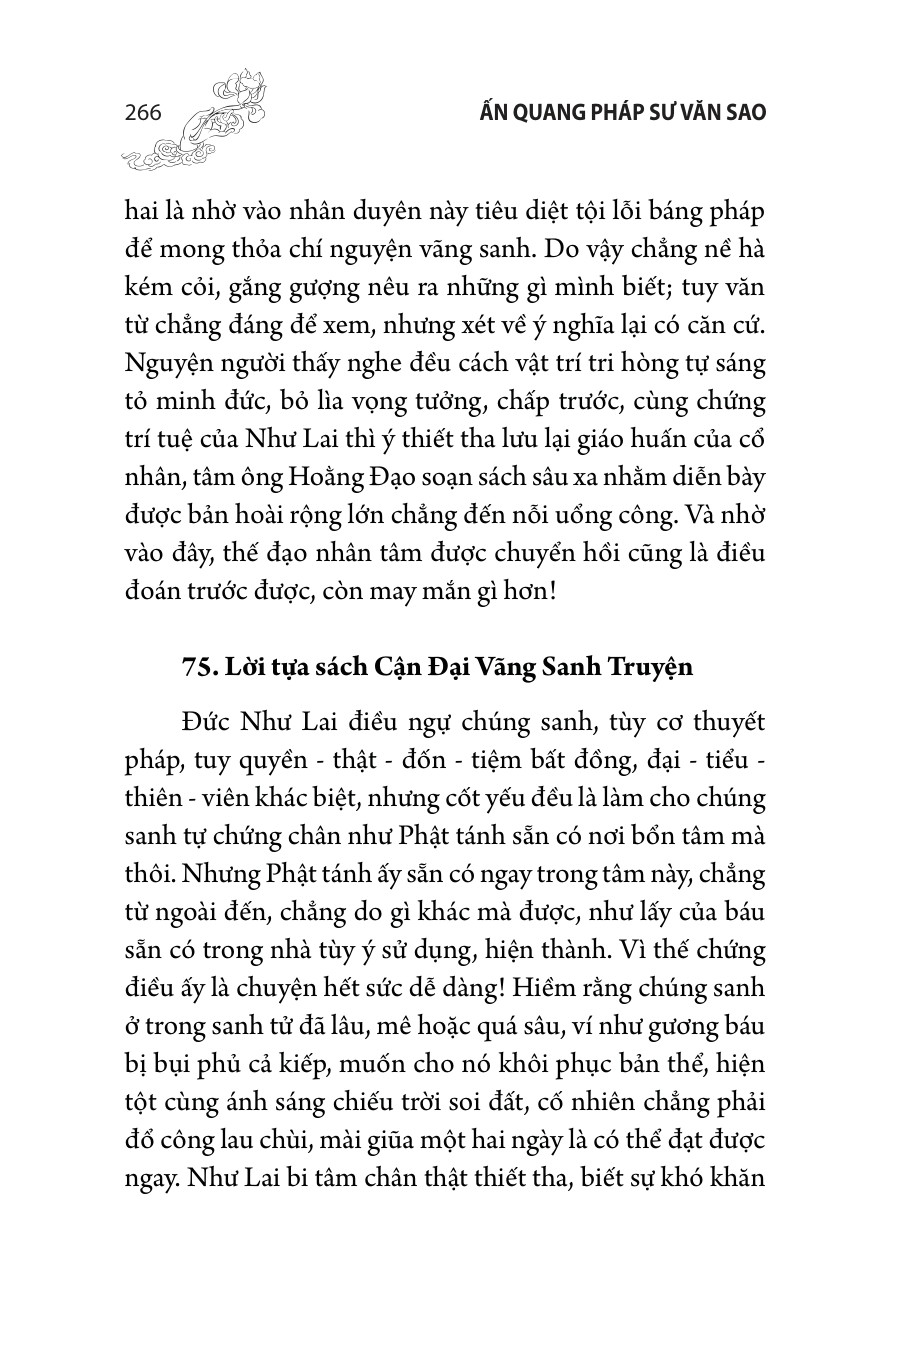 266
ẤN QUANG PHÁP SƯ VĂN SAO
hai là nhờ vào nhân duyên này tiêu diệt tội lỗi báng pháp
để mong thỏa chí nguyện vãng sanh. Do vậy chẳng nề hà
kém cỏi, gắng gượng nêu ra những gì mình biết; tuy văn
từ chẳng đáng để xem, nhưng xét về ý nghĩa lại có căn cứ.
Nguyện người thấy nghe đều cách vật trí tri hòng tự sáng
tỏ minh đức, bỏ lìa vọng tưởng, chấp trước, cùng chứng
trí tuệ của Như Lai thì ý thiết tha lưu lại giáo huấn của cổ
nhân, tâm ông Hoằng Đạo soạn sách sâu xa nhằm diễn bày
được bản hoài rộng lớn chẳng đến nỗi uổng công. Và nhờ
vào đây, thế đạo nhân tâm được chuyển hồi cũng là điều
đoán trước được, còn may mắn gì hơn!
75. Lời tựa sách Cận Đại Vãng Sanh Truyện
Đức Như Lai điều ngự chúng sanh, tùy cơ thuyết
pháp, tuy quyền - thật - đốn - tiệm bất đồng, đại - tiểu -
thiên - viên khác biệt, nhưng cốt yếu đều là làm cho chúng
sanh tự chứng chân như Phật tánh sẵn có nơi bổn tâm mà
thôi. Nhưng Phật tánh ấy sẵn có ngay trong tâm này, chẳng
từ ngoài đến, chẳng do gì khác mà được, như lấy của báu
sẵn có trong nhà tùy ý sử dụng, hiện thành. Vì thế chứng
điều ấy là chuyện hết sức dễ dàng! Hiềm rằng chúng sanh
ở trong sanh tử đã lâu, mê hoặc quá sâu, ví như gương báu
bị bụi phủ cả kiếp, muốn cho nó khôi phục bản thể, hiện
tột cùng ánh sáng chiếu trời soi đất, cố nhiên chẳng phải
đổ công lau chùi, mài giũa một hai ngày là có thể đạt được
ngay. Như Lai bi tâm chân thật thiết tha, biết sự khó khăn